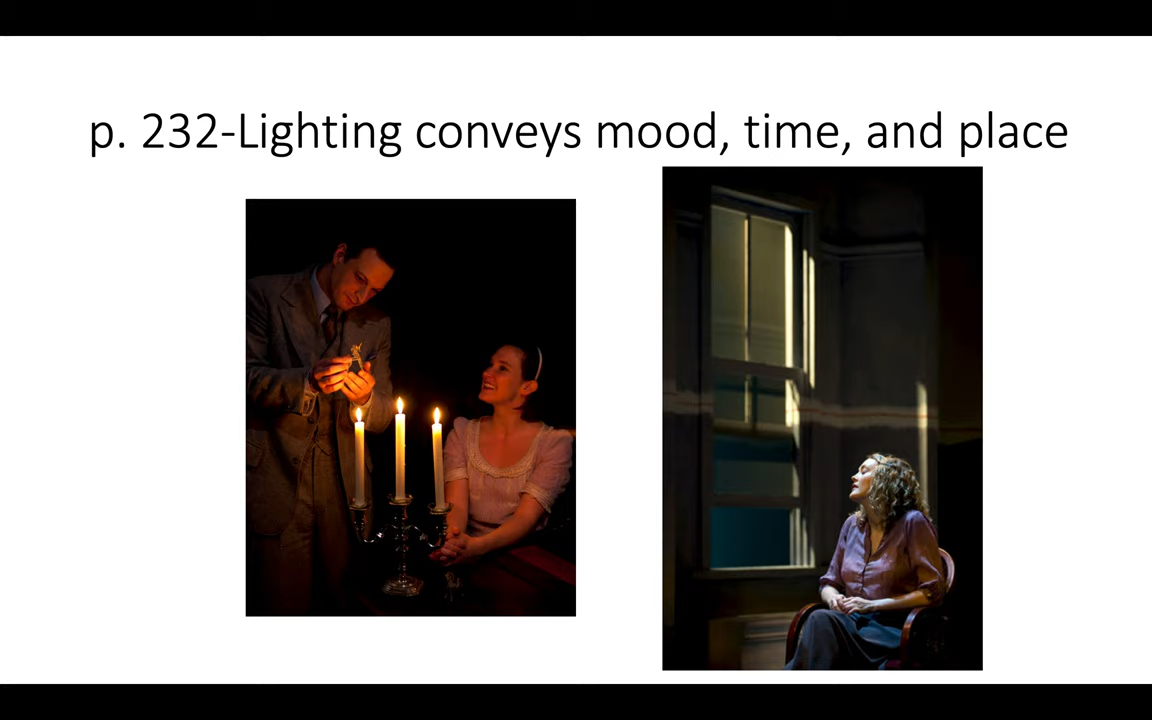 p. 232-Lighting conveys mood, time, and place